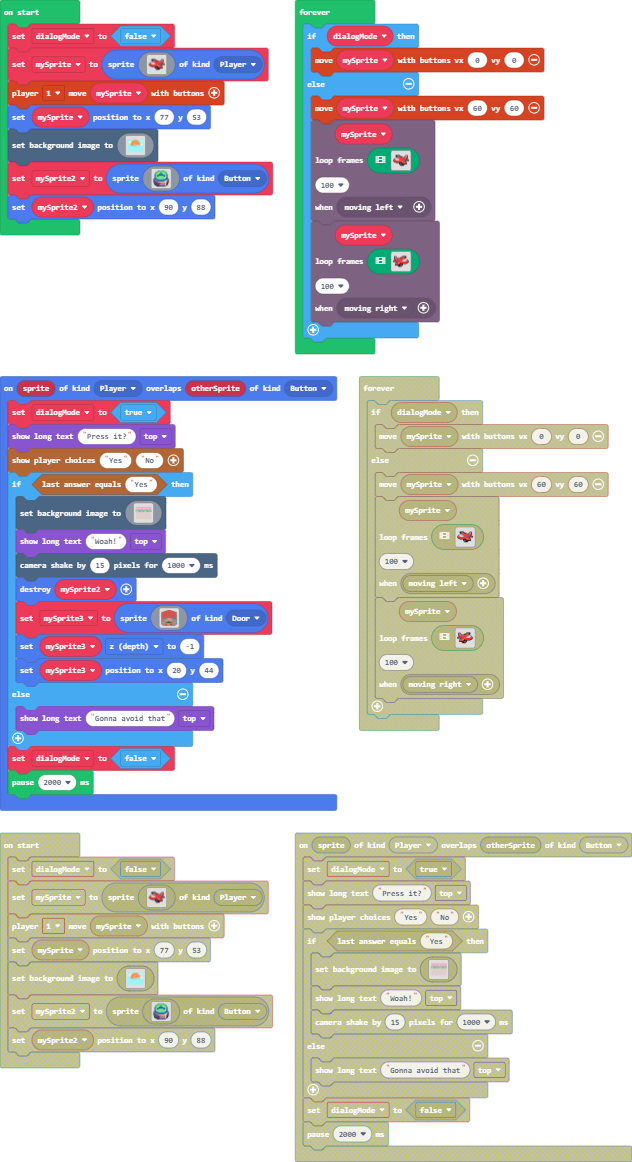 on start
set dialogMode to false
set mySprite to sprite of kind Player
player 1 move mySprite with buttons
set mySprite position to x 77 y 53
set background image to
set mySprite2 to sprite of kind Button
set mySprite2 position to x 90 y 88
forever
if dialogMode then
move mySprite with buttons vx 0 vy 0
else
move mySprite with buttons vx 60 vy 60
mySprite
loop frames
100
when moving left
mySprite
loop frames
100
when moving right
on sprite of kind Player overlaps otherSprite of kind Button
set dialogMode to true
show long text "Press it?" top
show player choices "Yes" "No"
if last answer equals "Yes" then
set background image to
show long text "Woah!" top
camera shake by 15 pixels for 1000 ms
destroy mySprite2
set mySprite3 to sprite of kind Door
set mySprite3 z (depth) to -1
set mySprite3 position to x 20 y 44
else
show long text "Gonna avoid that" top
set dialogMode to false
pause 2000 ms
forever
if dialogMode then
move mySprite with buttons vx 0 vy 0
else
move mySprite with buttons vx 60 vy 60
mySprite
loop frames
100
when moving left
mySprite
loop frames
100
when moving right
on start
set dialogMode to false
set mySprite to sprite of kind Player
player 1 move mySprite with buttons
set mySprite position to x 77 y 53
set background image to
set mySprite2 to sprite of kind Button
set mySprite2 position to x 90 y 88
on sprite of kind Player overlaps otherSprite of kind Button
set dialogMode to true
show long text "Press it?" top
show player choices "Yes" "No"
if last answer equals "Yes" then
set background image to
show long text "Woah!" top
camera shake by 15 pixels for 1000 ms
else
show long text "Gonna avoid that" top
set dialogMode to false
pause 2000 ms